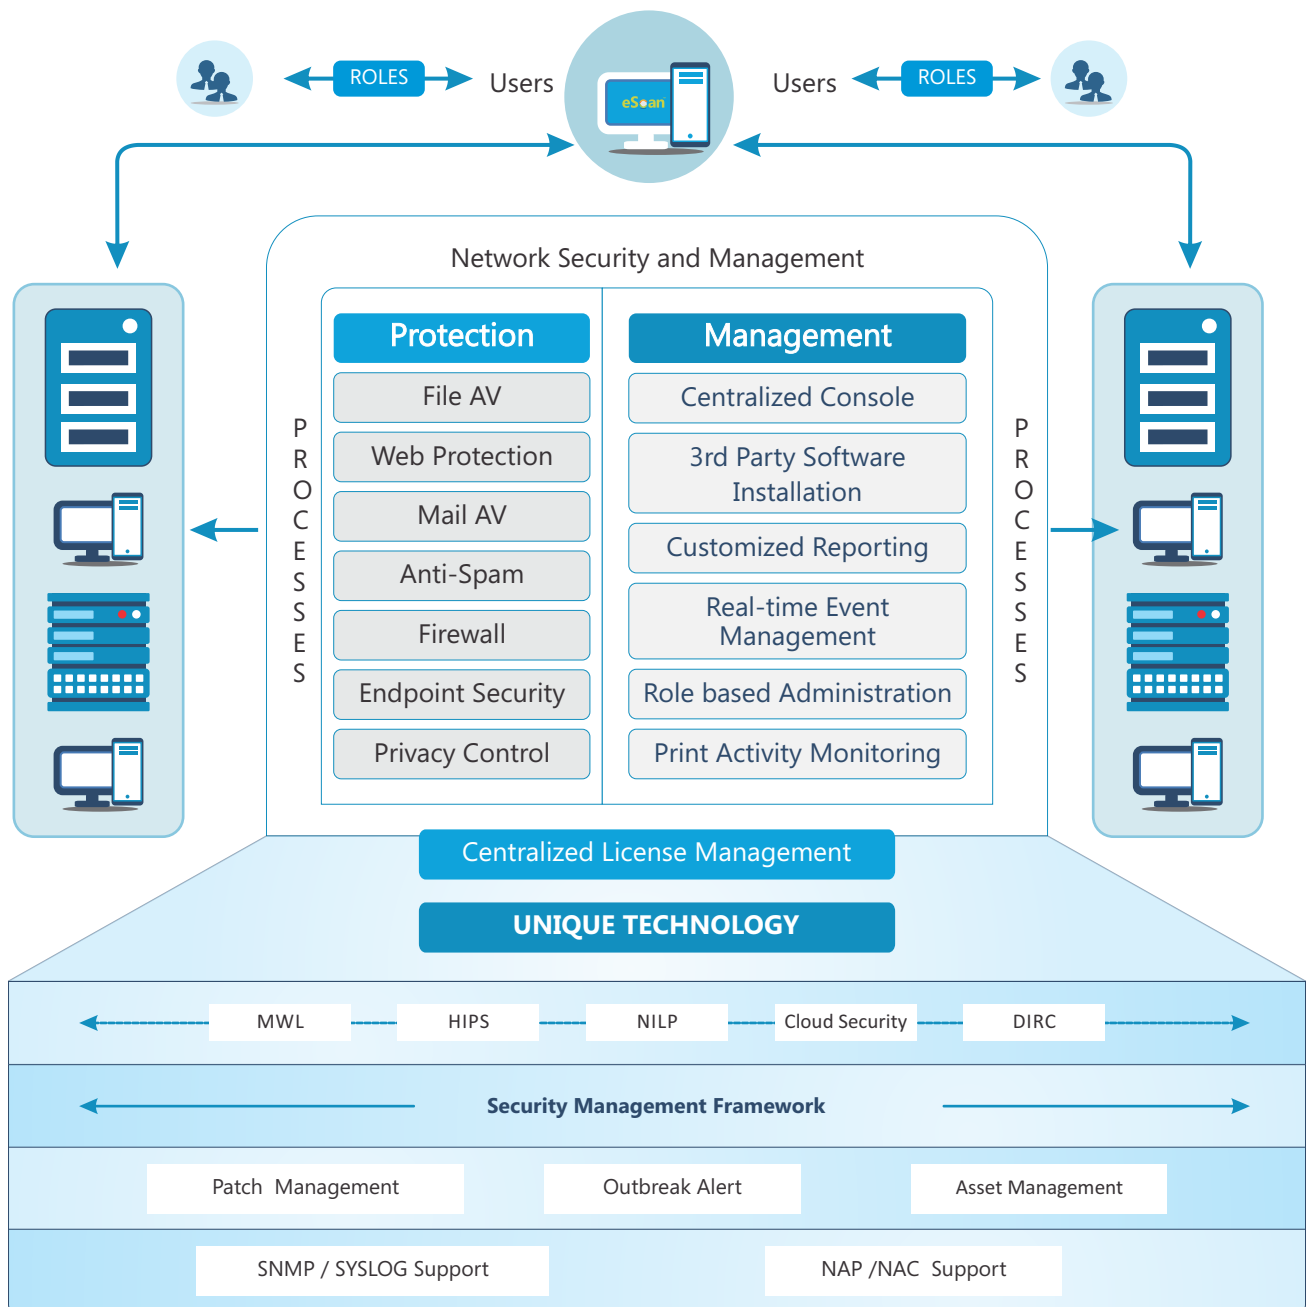 ROLES
Users
eScan
Users
ROLES
Network Security and Management
PROCESSES
Protection
File AV
Web Protection
Mail AV
Anti-Spam
Firewall
Endpoint Security
Privacy Control
Management
Centralized Console
3rd Party Software
Installation
Customized Reporting
Real-time Event
Management
Role based Administration
Print Activity Monitoring
PROCESSES
Centralized License Management
UNIQUE TECHNOLOGY
MWL
HIPS
NILP
Cloud Security
DIRC
Security Management Framework
Patch Management
Outbreak Alert
Asset Management
SNMP / SYSLOG Support
NAP /NAC Support